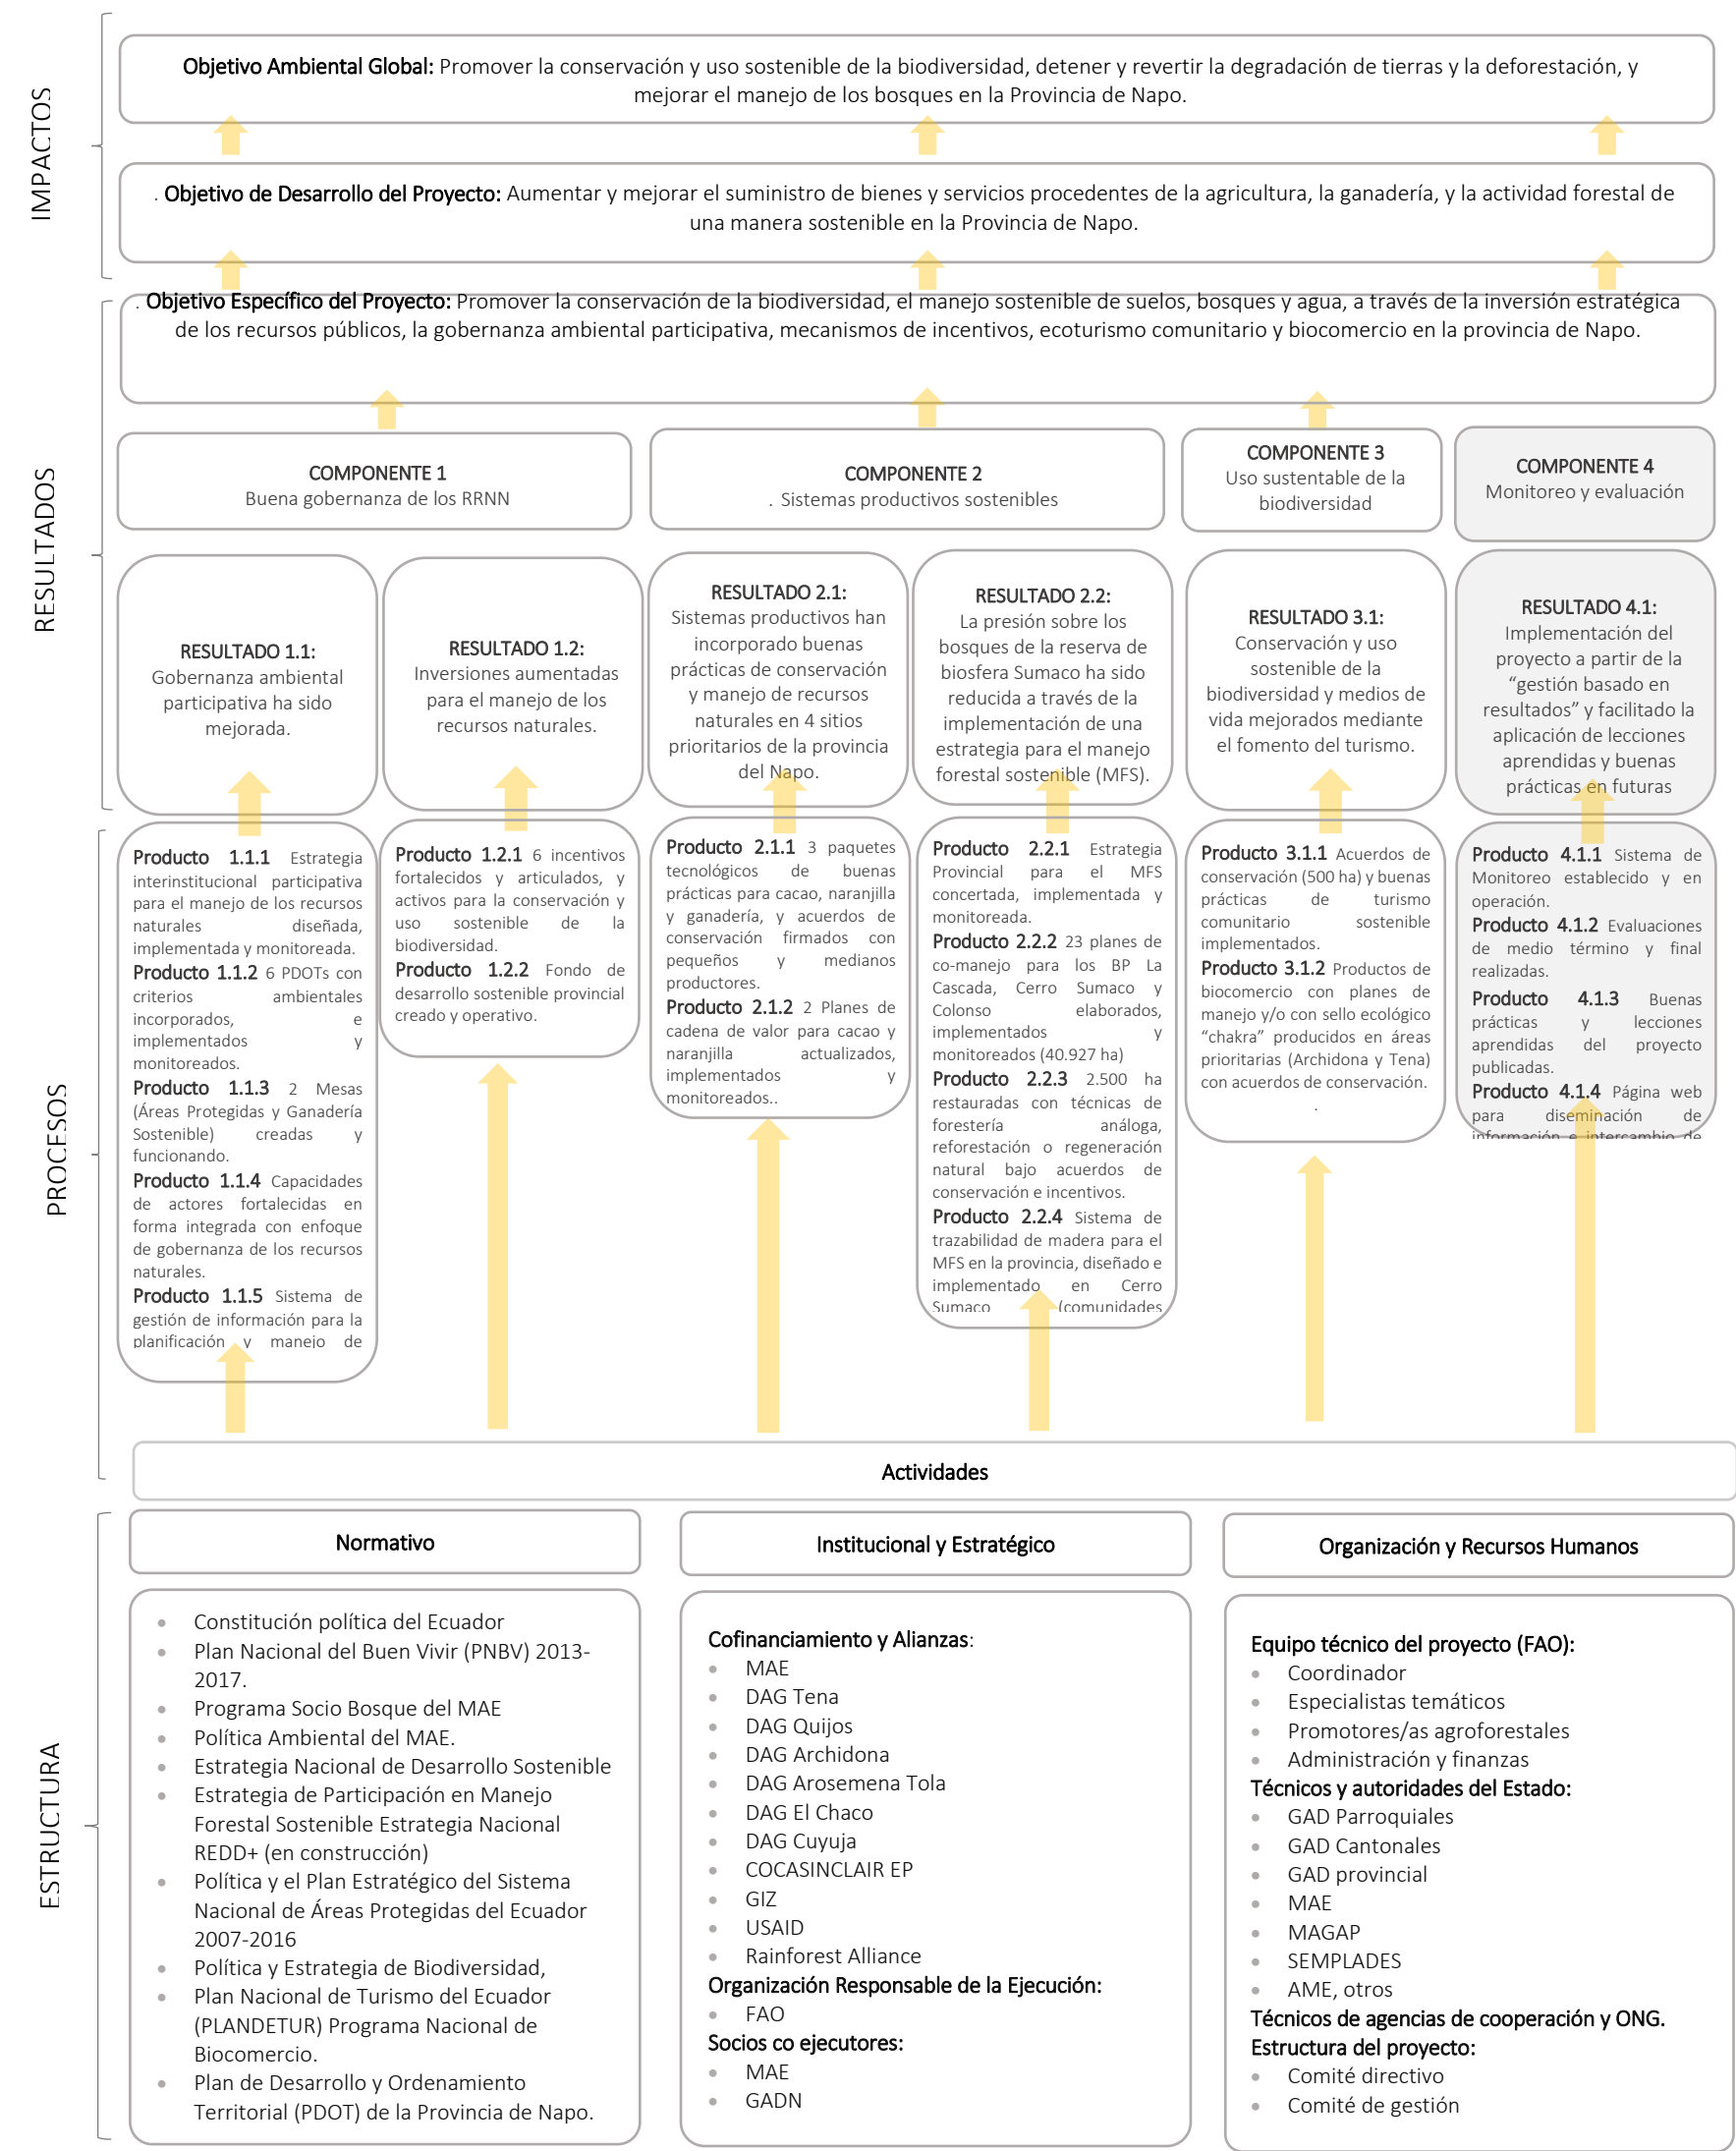 IMPACTOS
Objetivo Ambiental Global: Promover la conservación y uso sostenible de la biodiversidad, detener y revertir la degradación de tierras y la deforestación, y
mejorar el manejo de los bosques en la Provincia de Napo.
. Objetivo de Desarrollo del Proyecto: Aumentar y mejorar el suministro de bienes y servicios procedentes de la agricultura, la ganadería, y la actividad forestal de
una manera sostenible en la Provincia de Napo.
RESULTADOS
. Objetivo Específico del Proyecto: Promover la conservación de la biodiversidad, el manejo sostenible de suelos, bosques y agua, a través de la inversión estratégica
de los recursos públicos, la gobernanza ambiental participativa, mecanismos de incentivos, ecoturismo comunitario y biocomercio en la provincia de Napo.
COMPONENTE 1
Buena gobernanza de los RRNN
COMPONENTE 2
. Sistemas productivos sostenibles
COMPONENTE 3
Uso sustentable de la
biodiversidad
COMPONENTE 4
Monitoreo y evaluación
RESULTADO 1.1:
Gobernanza ambiental
participativa ha sido
mejorada.
RESULTADO 1.2:
Inversiones aumentadas
para el manejo de los
recursos naturales.
RESULTADO 2.1:
Sistemas productivos han
incorporado buenas
prácticas de conservación
y manejo de recursos
naturales en 4 sitios
prioritarios de la provincia
del Napo.
RESULTADO 2.2:
La presión sobre los
bosques de la reserva de
biosfera Sumaco ha sido
reducida a través de la
implementación de una
estrategia para el manejo
forestal sostenible (MFS).
RESULTADO 3.1:
Conservación y uso
sostenible de la
biodiversidad y medios de
vida mejorados mediante
el fomento del turismo.
RESULTADO 4.1:
Implementación del
proyecto a partir de la
“gestión basado en
resultados” y facilitado la
aplicación de lecciones
aprendidas y buenas
prácticas en futuras
PROCESOS
Producto 1.1.1 Estrategia
interinstitucional participativa
para el manejo de los recursos
naturales diseñada,
implementada y monitoreada.
Producto 1.1.2 6 PDOTs con
criterios ambientales
incorporados, e
implementados y
monitoreados.
Producto 1.1.3 2 Mesas
(Áreas Protegidas y Ganadería
Sostenible) creadas y
funcionando.
Producto 1.1.4 Capacidades
de actores fortalecidas en
forma integrada con enfoque
de gobernanza de los recursos
naturales.
Producto 1.1.5 Sistema de
gestión de información para la
planificación y manejo de
Producto 1.2.1 6 incentivos
fortalecidos y articulados, y
activos para la conservación y
uso sostenible de la
biodiversidad.
Producto 1.2.2 Fondo de
desarrollo sostenible provincial
creado y operativo.
Producto 2.1.1 3 paquetes
tecnológicos de buenas
prácticas para cacao, naranjilla
y ganadería, y acuerdos de
conservación firmados con
pequeños y medianos
productores.
Producto 2.1.2 2 Planes de
cadena de valor para cacao y
naranjilla actualizados,
implementados y
monitoreados..
Producto 2.2.1 Estrategia
Provincial para el MFS
concertada, implementada y
monitoreada.
Producto 2.2.2 23 planes de
co-manejo para los BP La
Cascada, Cerro Sumaco y
Colonso elaborados,
implementados y
monitoreados (40.927 ha)
Producto 2.2.3 2.500 ha
restauradas con técnicas de
forestería análoga,
reforestación o regeneración
natural bajo acuerdos de
conservación e incentivos.
Producto 2.2.4 Sistema de
trazabilidad de madera para el
MFS en la provincia, diseñado e
implementado en Cerro
Sumaco (comunidades
Producto 3.1.1 Acuerdos de
conservación (500 ha) y buenas
prácticas de turismo
comunitario sostenible
implementados.
Producto 3.1.2 Productos de
biocomercio con planes de
manejo y/o con sello ecológico
“chakra” producidos en áreas
prioritarias (Archidona y Tena)
con acuerdos de conservación.
.
Producto 4.1.1 Sistema de
Monitoreo establecido y en
operación.
Producto 4.1.2 Evaluaciones
de medio término y final
realizadas.
Producto 4.1.3 Buenas
prácticas y lecciones
aprendidas del proyecto
publicadas.
Producto 4.1.4 Página web
para diseminación de
información e intercambio de
Actividades
ESTRUCTURA
Normativo
• Constitución política del Ecuador
• Plan Nacional del Buen Vivir (PNBV) 2013-
2017.
• Programa Socio Bosque del MAE
• Política Ambiental del MAE.
• Estrategia Nacional de Desarrollo Sostenible
• Estrategia de Participación en Manejo
Forestal Sostenible Estrategia Nacional
REDD+ (en construcción)
• Política y el Plan Estratégico del Sistema
Nacional de Áreas Protegidas del Ecuador
2007-2016
• Política y Estrategia de Biodiversidad,
• Plan Nacional de Turismo del Ecuador
(PLANDETUR) Programa Nacional de
Biocomercio.
• Plan de Desarrollo y Ordenamiento
Territorial (PDOT) de la Provincia de Napo.
Institucional y Estratégico
Cofinanciamiento y Alianzas:
• MAE
• DAG Tena
• DAG Quijos
• DAG Archidona
• DAG Arosemena Tola
• DAG El Chaco
• DAG Cuyuja
• COCASINCLAIR EP
• GIZ
• USAID
• Rainforest Alliance
Organización Responsable de la Ejecución:
• FAO
Socios co ejecutores:
• MAE
• GADN
Organización y Recursos Humanos
Equipo técnico del proyecto (FAO):
• Coordinador
• Especialistas temáticos
• Promotores/as agroforestales
• Administración y finanzas
Técnicos y autoridades del Estado:
• GAD Parroquiales
• GAD Cantonales
• GAD provincial
• MAE
• MAGAP
• SEMPLADES
• AME, otros
Técnicos de agencias de cooperación y ONG.
Estructura del proyecto:
• Comité directivo
• Comité de gestión